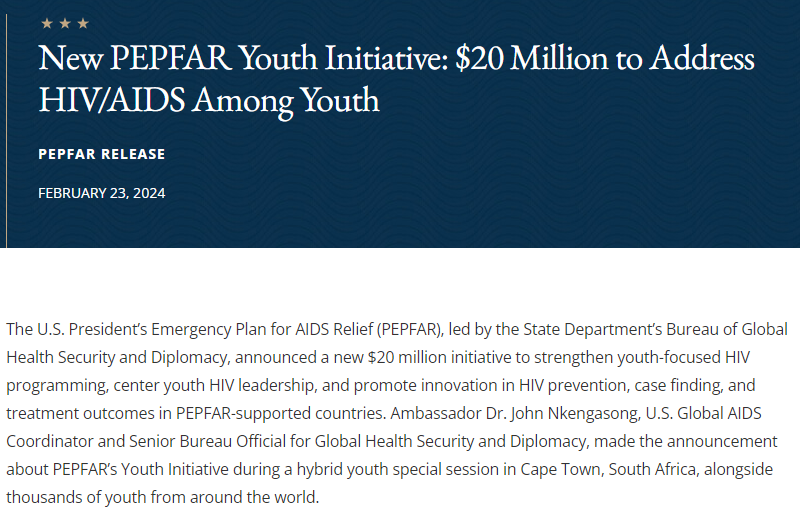 New PEPFAR Youth Initiative: $20 Million to Address
HIV/AIDS Among Youth
PEPFAR RELEASE
FEBRUARY 23, 2024
The U.S. President’s Emergency Plan for AIDS Relief (PEPFAR), led by the State Department’s Bureau of Global
Health Security and Diplomacy, announced a new $20 million initiative to strengthen youth-focused HIV
programming, center youth HIV leadership, and promote innovation in HIV prevention, case finding, and
treatment outcomes in PEPFAR-supported countries. Ambassador Dr. John Nkengasong, U.S. Global AIDS
Coordinator and Senior Bureau Official for Global Health Security and Diplomacy, made the announcement
about PEPFAR’s Youth Initiative during a hybrid youth special session in Cape Town, South Africa, alongside
thousands of youth from around the world.